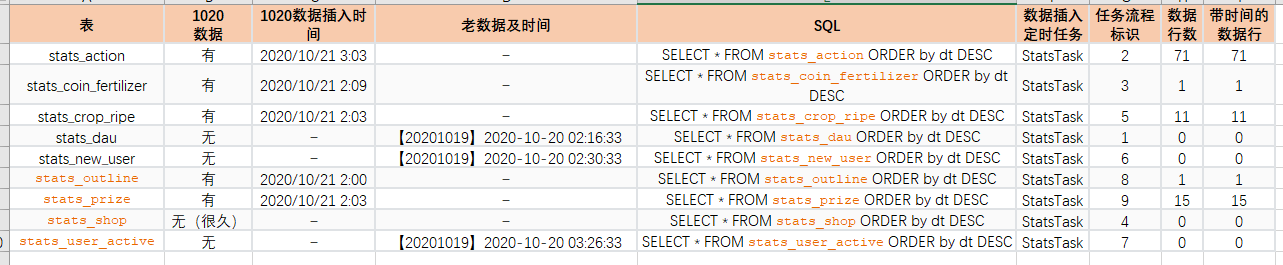 表 1020数据 1020数据插入时间 老数据及时间 SQL 数据插入定时任务 任务流程标识 数据行数 带时间的数据行
stats_action 有 2020/10/21 3:03 – SELECT * FROM stats_action ORDER by dt DESC StatsTask 2 71 71
stats_coin_fertilizer 有 2020/10/21 2:09 – SELECT * FROM stats_coin_fertilizer ORDER by dt DESC StatsTask 3 1 1
stats_crop_ripe 有 2020/10/21 2:03 – SELECT * FROM stats_crop_ripe ORDER by dt DESC StatsTask 5 11 11
stats_dau 无 – 【20201019】2020-10-20 02:16:33 SELECT * FROM stats_dau ORDER by dt DESC StatsTask 1 0 0
stats_new_user 无 – 【20201019】2020-10-20 02:30:33 SELECT * FROM stats_new_user ORDER by dt DESC StatsTask 6 0 0
stats_outline 有 2020/10/21 2:00 – SELECT * FROM stats_outline ORDER by dt DESC StatsTask 8 1 1
stats_prize 有 2020/10/21 2:03 – SELECT * FROM stats_prize ORDER by dt DESC StatsTask 9 15 15
stats_shop 无（很久） – – SELECT * FROM stats_shop ORDER by dt DESC StatsTask 4 0 0
stats_user_active 无 – 【20201019】2020-10-20 03:26:33 SELECT * FROM stats_user_active ORDER by dt DESC StatsTask 7 0 0